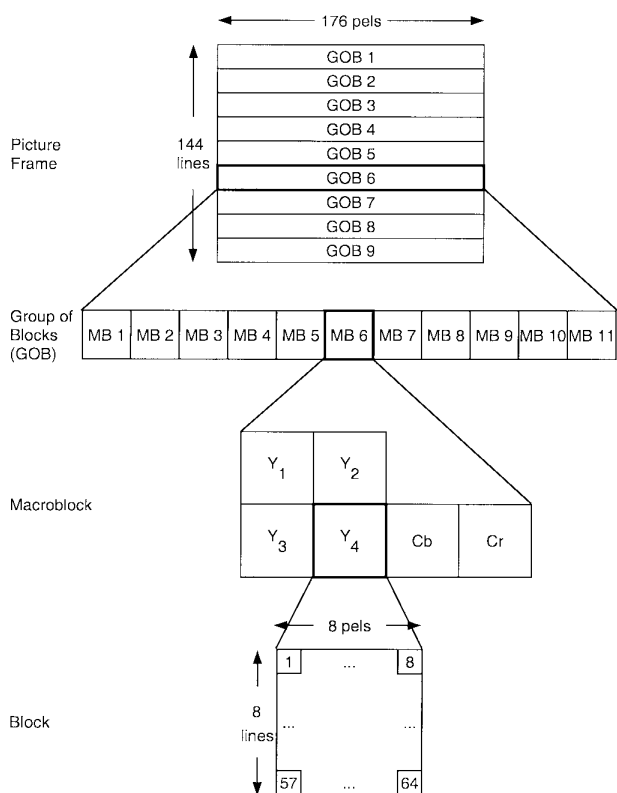 176 pels
GOB 1
GOB 2
GOB 3
GOB 4
GOB 5
GOB 6
GOB 7
GOB 8
GOB 9
Picture
Frame
144
lines
Group of
Blocks
(GOB)
MB 1 MB 2 MB 3 MB 4 MB 5 MB 6 MB 7 MB 8 MB 9 MB 10 MB 11
Macroblock
Y1 Y2
Y3 Y4 Cb Cr
8 pels
Block
8
lines
1 ... 8
... ...
57 ... 64